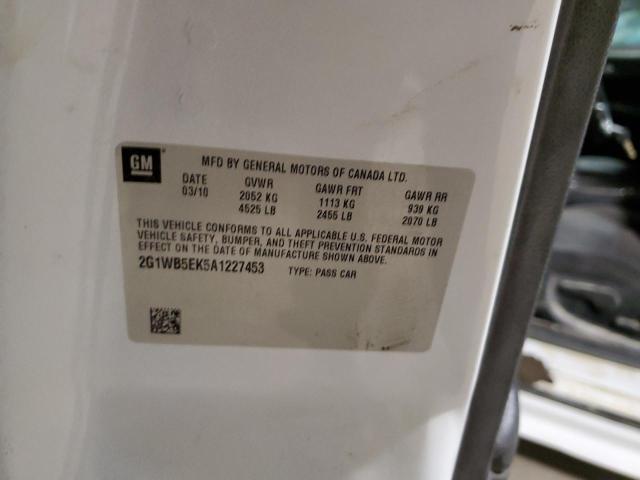 GM
MFD BY GENERAL MOTORS OF CANADA LTD.
DATE GVWR GAWR FRT GAWR RR
03/10 2052 KG 1113 KG 939 KG
4525 LB 2455 LB 2070 LB
THIS VEHICLE CONFORMS TO ALL APPLICABLE U.S. FEDERAL MOTOR
VEHICLE SAFETY, BUMPER, AND THEFT PREVENTION STANDARDS IN
EFFECT ON THE DATE OF MANUFACTURE SHOWN ABOVE.
2G1WB5EK5A1227453 TYPE: PASS CAR